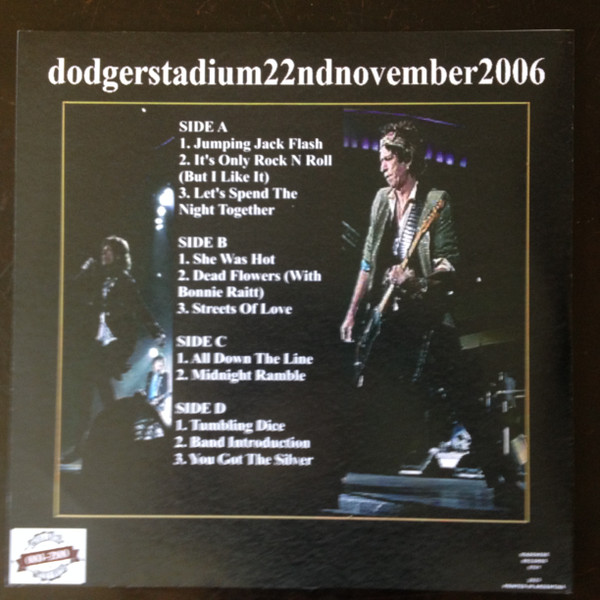 dodgerstadium22ndnovember2006
SIDE A
1. Jumping Jack Flash
2. It's Only Rock N Roll
(But I Like It)
3. Let's Spend The
Night Together
SIDE B
1. She Was Hot
2. Dead Flowers (With
Bonnie Raitt)
3. Streets Of Love
SIDE C
1. All Down The Line
2. Midnight Ramble
SIDE D
1. Tumbling Dice
2. Band Introduction
3. You Got The Silver